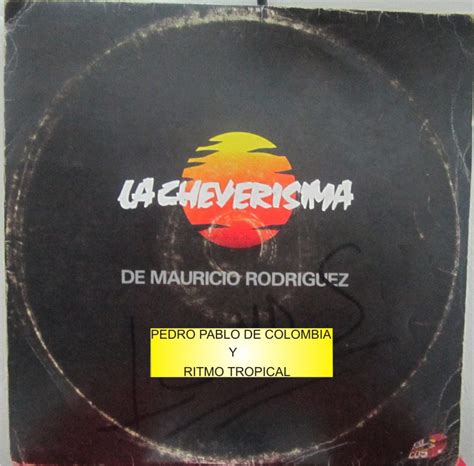 LA CHEVERISIMA
DE MAURICIO RODRIGUEZ
PEDRO PABLO DE COLOMBIA
Y
RITMO TROPICAL